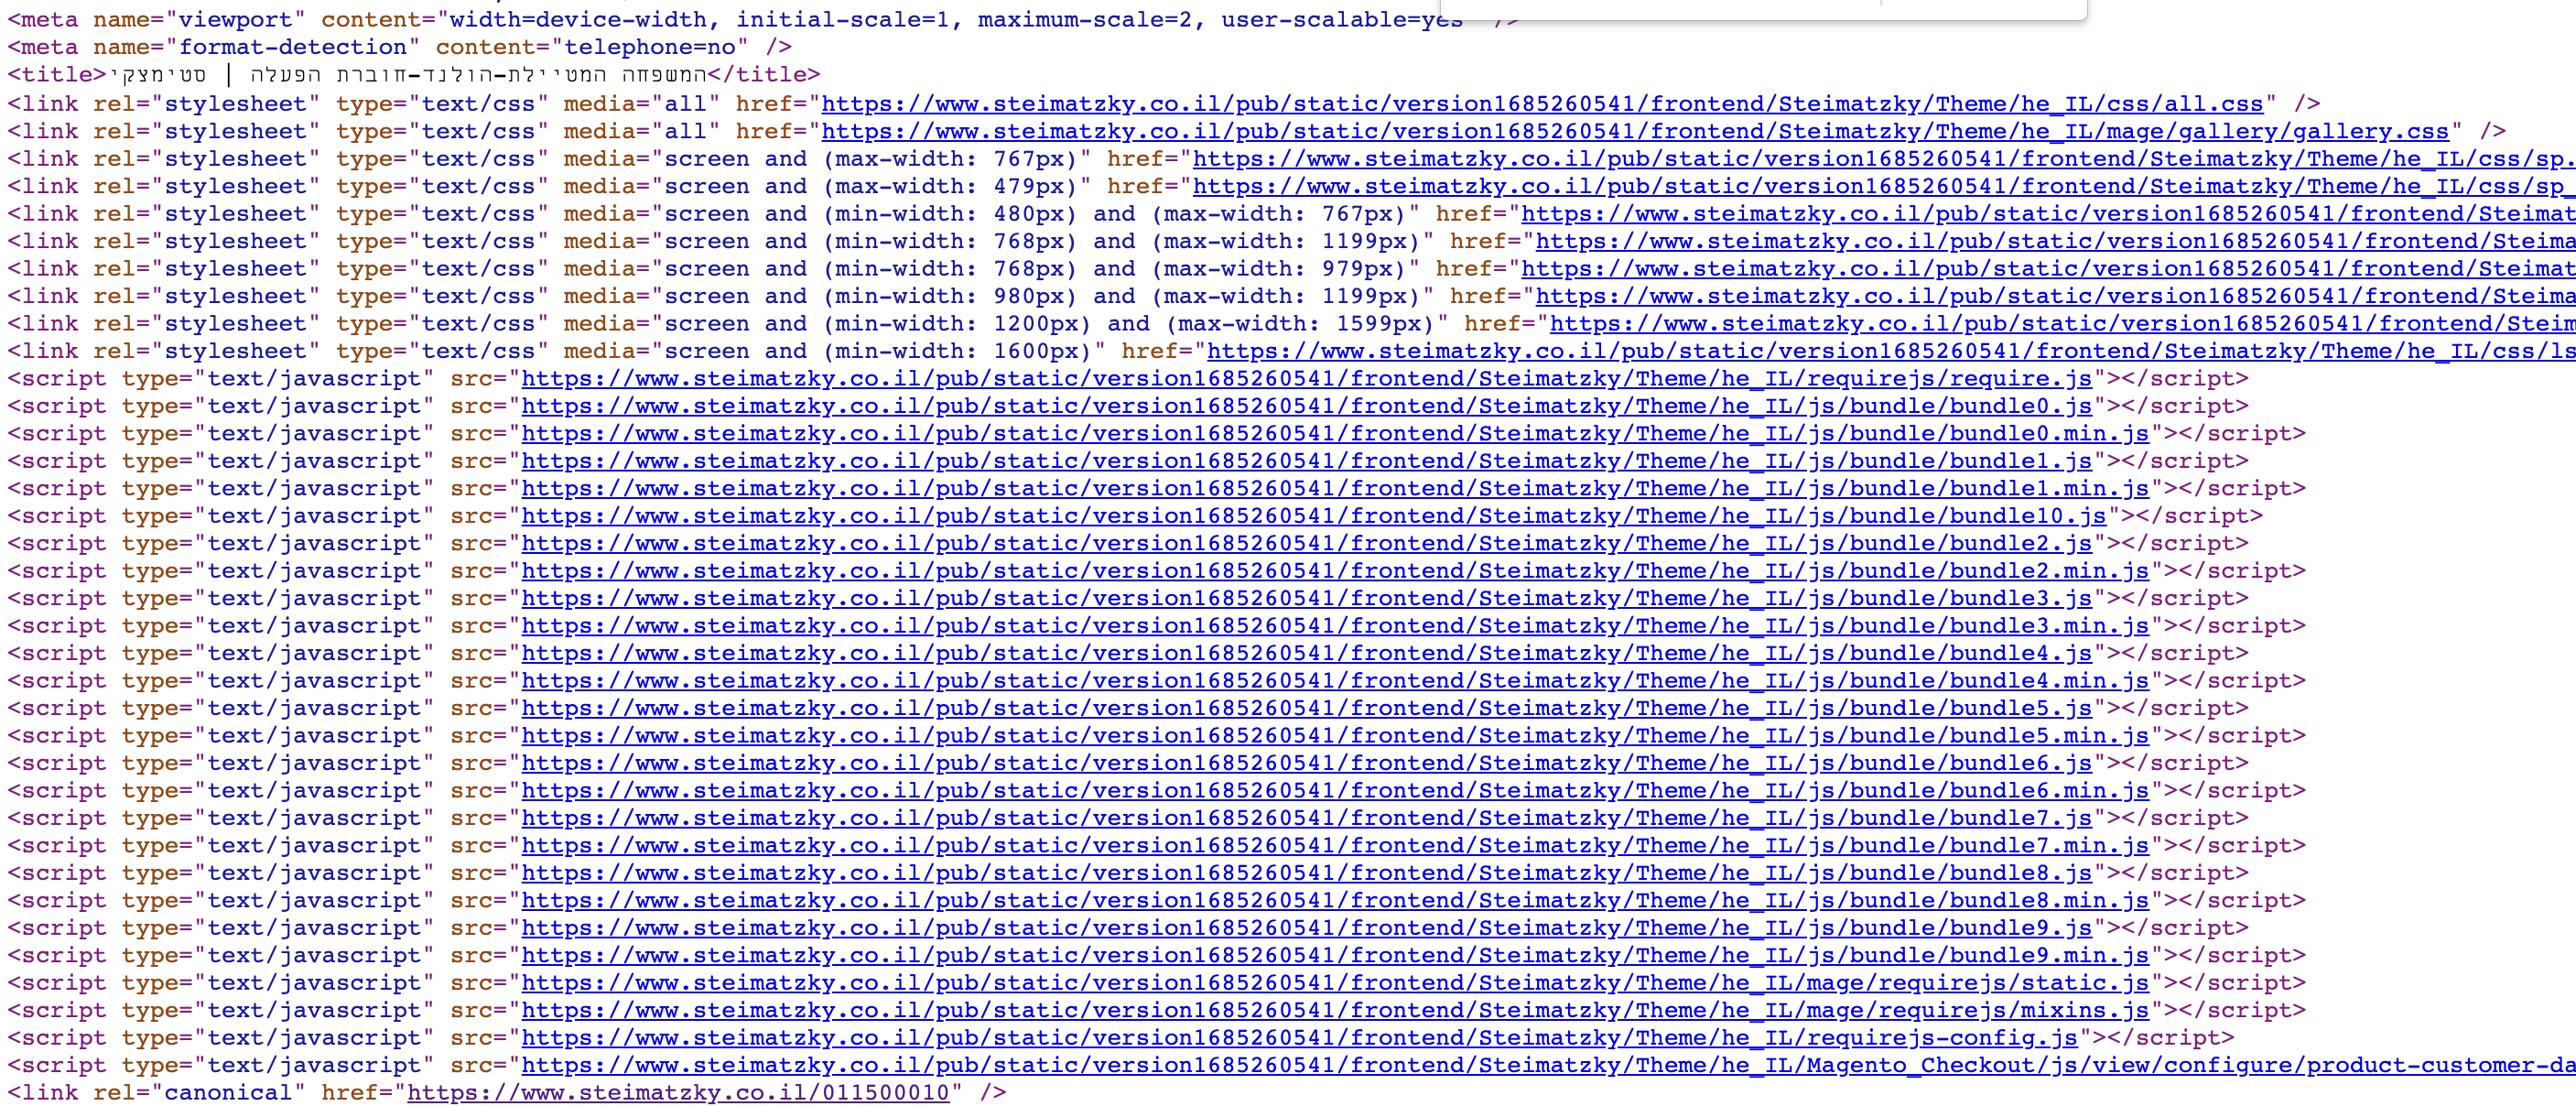 <meta name="viewport" content="width=device-width, initial-scale=1, maximum-scale=2, user-scalable=yes" />
<meta name="format-detection" content="telephone=no" />
<title>המשפחה המטיילת-הולנד-חוברת הפעלה | סטימצקי</title>
<link rel="stylesheet" type="text/css" media="all" href="https://www.steimatzky.co.il/pub/static/version1685260541/frontend/Steimatzky/Theme/he_IL/css/all.css" />
<link rel="stylesheet" type="text/css" media="all" href="https://www.steimatzky.co.il/pub/static/version1685260541/frontend/Steimatzky/Theme/he_IL/mage/gallery/gallery.css" />
<link rel="stylesheet" type="text/css" media="screen and (max-width: 767px)" href="https://www.steimatzky.co.il/pub/static/version1685260541/frontend/Steimatzky/Theme/he_IL/css/sp.
<link rel="stylesheet" type="text/css" media="screen and (max-width: 479px)" href="https://www.steimatzky.co.il/pub/static/version1685260541/frontend/Steimatzky/Theme/he_IL/css/sp_
<link rel="stylesheet" type="text/css" media="screen and (min-width: 480px) and (max-width: 767px)" href="https://www.steimatzky.co.il/pub/static/version1685260541/frontend/Steimat
<link rel="stylesheet" type="text/css" media="screen and (min-width: 768px) and (max-width: 1199px)" href="https://www.steimatzky.co.il/pub/static/version1685260541/frontend/Steima
<link rel="stylesheet" type="text/css" media="screen and (min-width: 768px) and (max-width: 979px)" href="https://www.steimatzky.co.il/pub/static/version1685260541/frontend/Steimat
<link rel="stylesheet" type="text/css" media="screen and (min-width: 980px) and (max-width: 1199px)" href="https://www.steimatzky.co.il/pub/static/version1685260541/frontend/Steima
<link rel="stylesheet" type="text/css" media="screen and (min-width: 1200px) and (max-width: 1599px)" href="https://www.steimatzky.co.il/pub/static/version1685260541/frontend/Steim
<link rel="stylesheet" type="text/css" media="screen and (min-width: 1600px)" href="https://www.steimatzky.co.il/pub/static/version1685260541/frontend/Steimatzky/Theme/he_IL/css/ls
<script type="text/javascript" src="https://www.steimatzky.co.il/pub/static/version1685260541/frontend/Steimatzky/Theme/he_IL/requirejs/require.js"></script>
<script type="text/javascript" src="https://www.steimatzky.co.il/pub/static/version1685260541/frontend/Steimatzky/Theme/he_IL/js/bundle/bundle0.js"></script>
<script type="text/javascript" src="https://www.steimatzky.co.il/pub/static/version1685260541/frontend/Steimatzky/Theme/he_IL/js/bundle/bundle0.min.js"></script>
<script type="text/javascript" src="https://www.steimatzky.co.il/pub/static/version1685260541/frontend/Steimatzky/Theme/he_IL/js/bundle/bundle1.js"></script>
<script type="text/javascript" src="https://www.steimatzky.co.il/pub/static/version1685260541/frontend/Steimatzky/Theme/he_IL/js/bundle/bundle1.min.js"></script>
<script type="text/javascript" src="https://www.steimatzky.co.il/pub/static/version1685260541/frontend/Steimatzky/Theme/he_IL/js/bundle/bundle10.js"></script>
<script type="text/javascript" src="https://www.steimatzky.co.il/pub/static/version1685260541/frontend/Steimatzky/Theme/he_IL/js/bundle/bundle2.js"></script>
<script type="text/javascript" src="https://www.steimatzky.co.il/pub/static/version1685260541/frontend/Steimatzky/Theme/he_IL/js/bundle/bundle2.min.js"></script>
<script type="text/javascript" src="https://www.steimatzky.co.il/pub/static/version1685260541/frontend/Steimatzky/Theme/he_IL/js/bundle/bundle3.js"></script>
<script type="text/javascript" src="https://www.steimatzky.co.il/pub/static/version1685260541/frontend/Steimatzky/Theme/he_IL/js/bundle/bundle3.min.js"></script>
<script type="text/javascript" src="https://www.steimatzky.co.il/pub/static/version1685260541/frontend/Steimatzky/Theme/he_IL/js/bundle/bundle4.js"></script>
<script type="text/javascript" src="https://www.steimatzky.co.il/pub/static/version1685260541/frontend/Steimatzky/Theme/he_IL/js/bundle/bundle4.min.js"></script>
<script type="text/javascript" src="https://www.steimatzky.co.il/pub/static/version1685260541/frontend/Steimatzky/Theme/he_IL/js/bundle/bundle5.js"></script>
<script type="text/javascript" src="https://www.steimatzky.co.il/pub/static/version1685260541/frontend/Steimatzky/Theme/he_IL/js/bundle/bundle5.min.js"></script>
<script type="text/javascript" src="https://www.steimatzky.co.il/pub/static/version1685260541/frontend/Steimatzky/Theme/he_IL/js/bundle/bundle6.js"></script>
<script type="text/javascript" src="https://www.steimatzky.co.il/pub/static/version1685260541/frontend/Steimatzky/Theme/he_IL/js/bundle/bundle6.min.js"></script>
<script type="text/javascript" src="https://www.steimatzky.co.il/pub/static/version1685260541/frontend/Steimatzky/Theme/he_IL/js/bundle/bundle7.js"></script>
<script type="text/javascript" src="https://www.steimatzky.co.il/pub/static/version1685260541/frontend/Steimatzky/Theme/he_IL/js/bundle/bundle7.min.js"></script>
<script type="text/javascript" src="https://www.steimatzky.co.il/pub/static/version1685260541/frontend/Steimatzky/Theme/he_IL/js/bundle/bundle8.js"></script>
<script type="text/javascript" src="https://www.steimatzky.co.il/pub/static/version1685260541/frontend/Steimatzky/Theme/he_IL/js/bundle/bundle8.min.js"></script>
<script type="text/javascript" src="https://www.steimatzky.co.il/pub/static/version1685260541/frontend/Steimatzky/Theme/he_IL/js/bundle/bundle9.js"></script>
<script type="text/javascript" src="https://www.steimatzky.co.il/pub/static/version1685260541/frontend/Steimatzky/Theme/he_IL/js/bundle/bundle9.min.js"></script>
<script type="text/javascript" src="https://www.steimatzky.co.il/pub/static/version1685260541/frontend/Steimatzky/Theme/he_IL/mage/requirejs/static.js"></script>
<script type="text/javascript" src="https://www.steimatzky.co.il/pub/static/version1685260541/frontend/Steimatzky/Theme/he_IL/mage/requirejs/mixins.js"></script>
<script type="text/javascript" src="https://www.steimatzky.co.il/pub/static/version1685260541/frontend/Steimatzky/Theme/he_IL/requirejs-config.js"></script>
<script type="text/javascript" src="https://www.steimatzky.co.il/pub/static/version1685260541/frontend/Steimatzky/Theme/he_IL/Magento_Checkout/js/view/configure/product-customer-da
<link rel="canonical" href="https://www.steimatzky.co.il/011500010" />